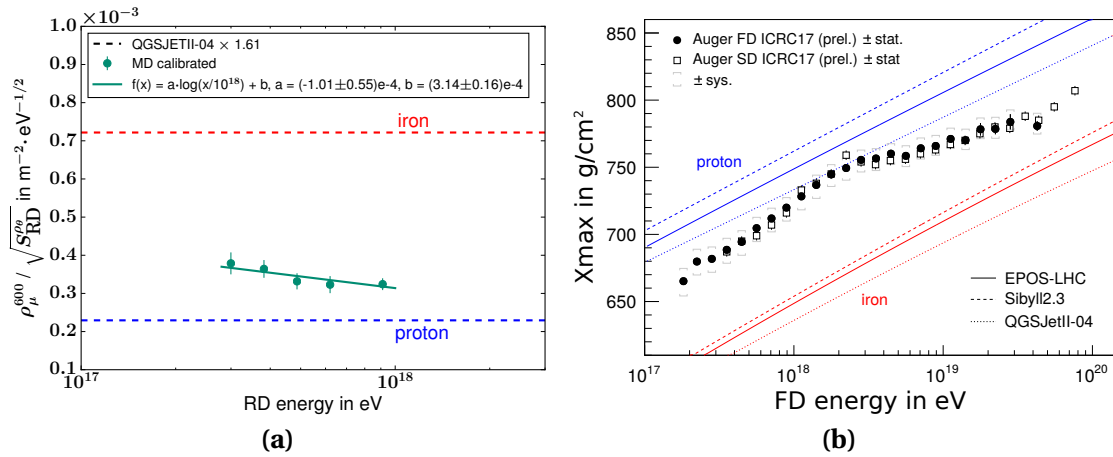 ×10⁻³
0.1
0.2
0.3
0.4
0.5
0.6
0.7
0.8
0.9
1.0
ρ_μ^600 / √S_RD^ρθ in m⁻²·eV⁻¹/²
QGSJETII-04 × 1.61
MD calibrated
f(x) = a·log(x/10¹⁸) + b, a = (-1.01±0.55)e-4, b = (3.14±0.16)e-4
iron
proton
10¹⁷
10¹⁸
RD energy in eV
(a)
Xmax in g/cm²
850
800
750
700
650
Auger FD ICRC17 (prel.) ± stat.
Auger SD ICRC17 (prel.) ± stat
± sys.
proton
iron
EPOS-LHC
Sibyll2.3
QGSJetII-04
10¹⁷
10¹⁸
10¹⁹
10²⁰
FD energy in eV
(b)